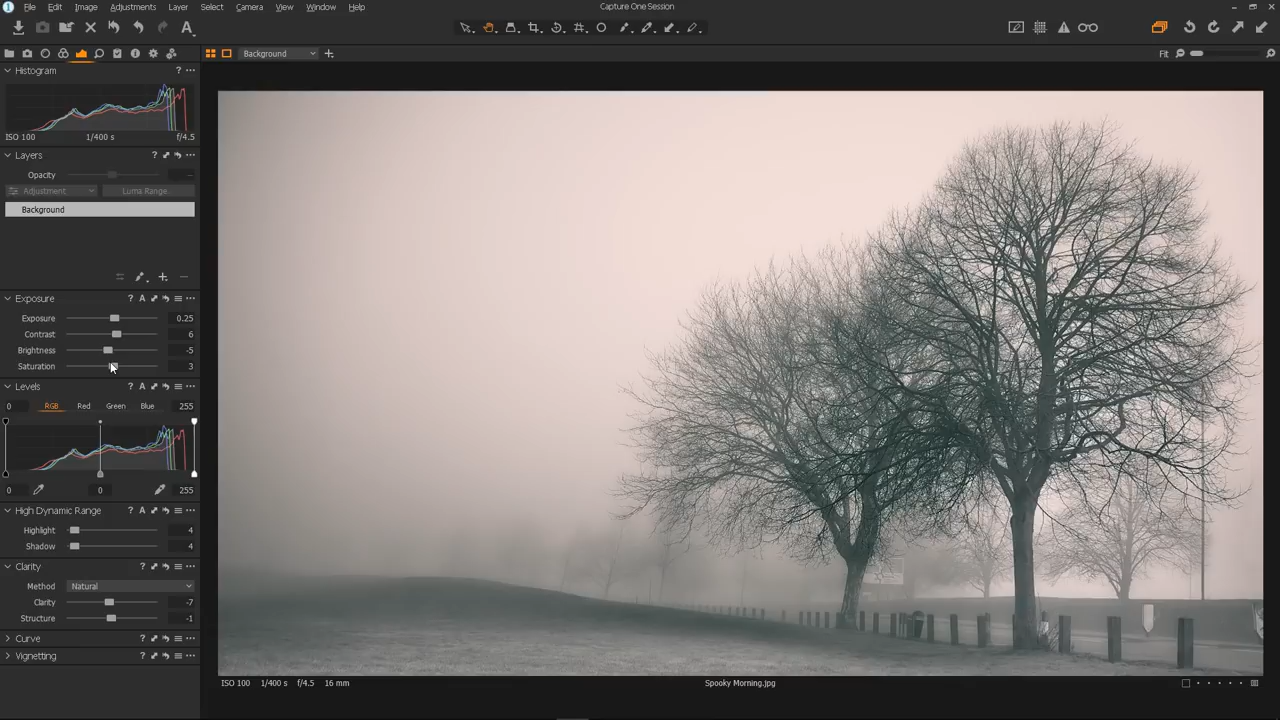 File Edit Image Adjustments Layer Select Camera View Window Help
Capture One Session
Background
Fit
Histogram
ISO 100 1/400 s f/4.5
Layers
Opacity
Adjustment Luma Range...
Background
Exposure
Exposure 0.25
Contrast 6
Brightness -5
Saturation 3
Levels
0 RGB Red Green Blue 255
0 0 255
High Dynamic Range
Highlight 4
Shadow 4
Clarity
Method Natural
Clarity -7
Structure -1
Curve
Vignetting
ISO 100 1/400 s f/4.5 16 mm
Spooky Morning.jpg